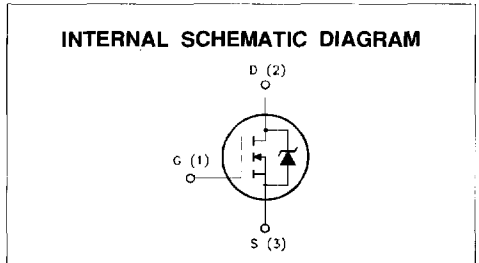 INTERNAL SCHEMATIC DIAGRAM
D (2)
G (1)
S (3)